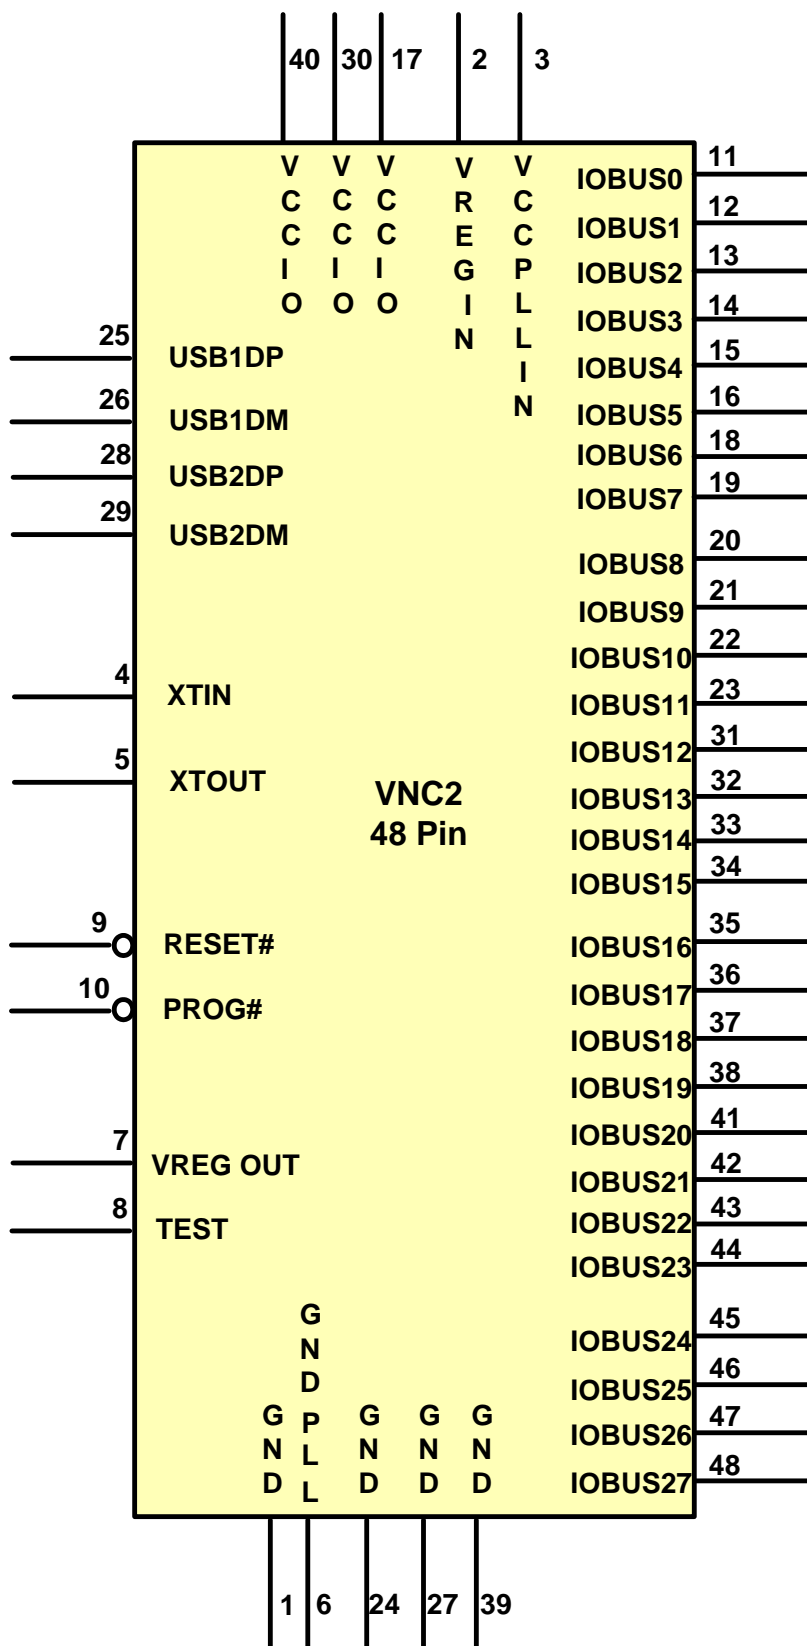 40 30 17 2 3
VCCIO
VCCIO
VCCIO
VREGIN
VCCPLLIN
25
USB1DP
26
USB1DM
28
USB2DP
29
USB2DM
4
XTIN
5
XTOUT
9
RESET#
10
PROG#
7
VREG OUT
8
TEST
VNC2
48 Pin
IOBUS0 11
IOBUS1 12
IOBUS2 13
IOBUS3 14
IOBUS4 15
IOBUS5 16
IOBUS6 18
IOBUS7 19
IOBUS8 20
IOBUS9 21
IOBUS10 22
IOBUS11 23
IOBUS12 31
IOBUS13 32
IOBUS14 33
IOBUS15 34
IOBUS16 35
IOBUS17 36
IOBUS18 37
IOBUS19 38
IOBUS20 41
IOBUS21 42
IOBUS22 43
IOBUS23 44
IOBUS24 45
IOBUS25 46
IOBUS26 47
IOBUS27 48
GND
GND PLL
GND
GND
GND
1 6 24 27 39